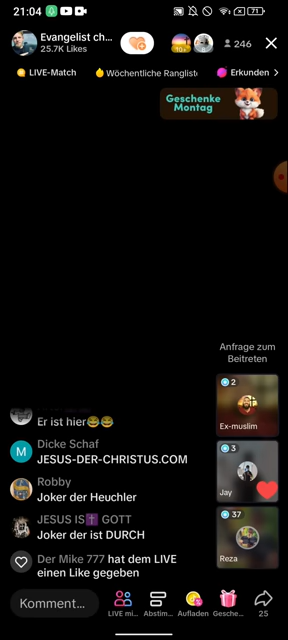 21:04
71
Evangelist ch...
25.7K Likes
10+
246
LIVE-Match
Wöchentliche Rangliste
Erkunden
Geschenke
Montag
Anfrage zum
Beitreten
2
Ex-muslim
3
Jay
37
Reza
Er ist hier😂😂
M
Dicke Schaf
JESUS-DER-CHRISTUS.COM
Robby
Joker der Heuchler
JESUS IS✝️ GOTT
Joker der ist DURCH
Der Mike 777 hat dem LIVE
einen Like gegeben
Komment...
LIVE mi...
Abstim...
Aufladen
Gesche...
25